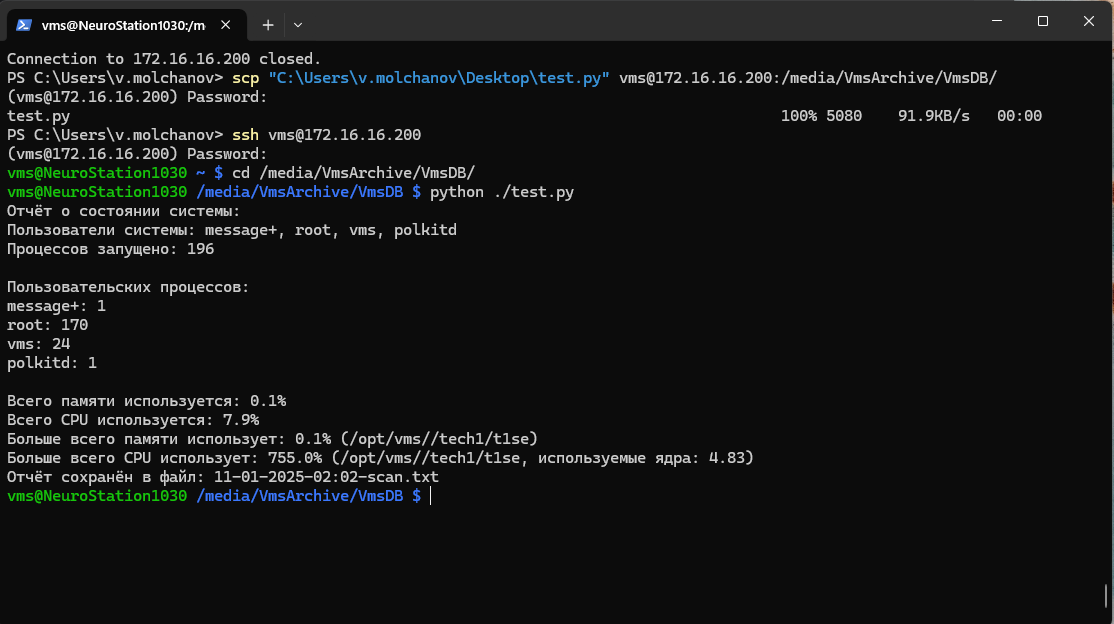 vms@NeuroStation1030:/m
Connection to 172.16.16.200 closed.
PS C:\Users\v.molchanov> scp "C:\Users\v.molchanov\Desktop\test.py" vms@172.16.16.200:/media/VmsArchive/VmsDB/
(vms@172.16.16.200) Password:
test.py 100% 5080 91.9KB/s 00:00
PS C:\Users\v.molchanov> ssh vms@172.16.16.200
(vms@172.16.16.200) Password:
vms@NeuroStation1030 ~ $ cd /media/VmsArchive/VmsDB/
vms@NeuroStation1030 /media/VmsArchive/VmsDB $ python ./test.py
Отчёт о состоянии системы:
Пользователи системы: message+, root, vms, polkitd
Процессов запущено: 196
Пользовательских процессов:
message+: 1
root: 170
vms: 24
polkitd: 1
Всего памяти используется: 0.1%
Всего CPU используется: 7.9%
Больше всего памяти использует: 0.1% (/opt/vms//tech1/t1se)
Больше всего CPU использует: 755.0% (/opt/vms//tech1/t1se, используемые ядра: 4.83)
Отчёт сохранён в файл: 11-01-2025-02:02-scan.txt
vms@NeuroStation1030 /media/VmsArchive/VmsDB $